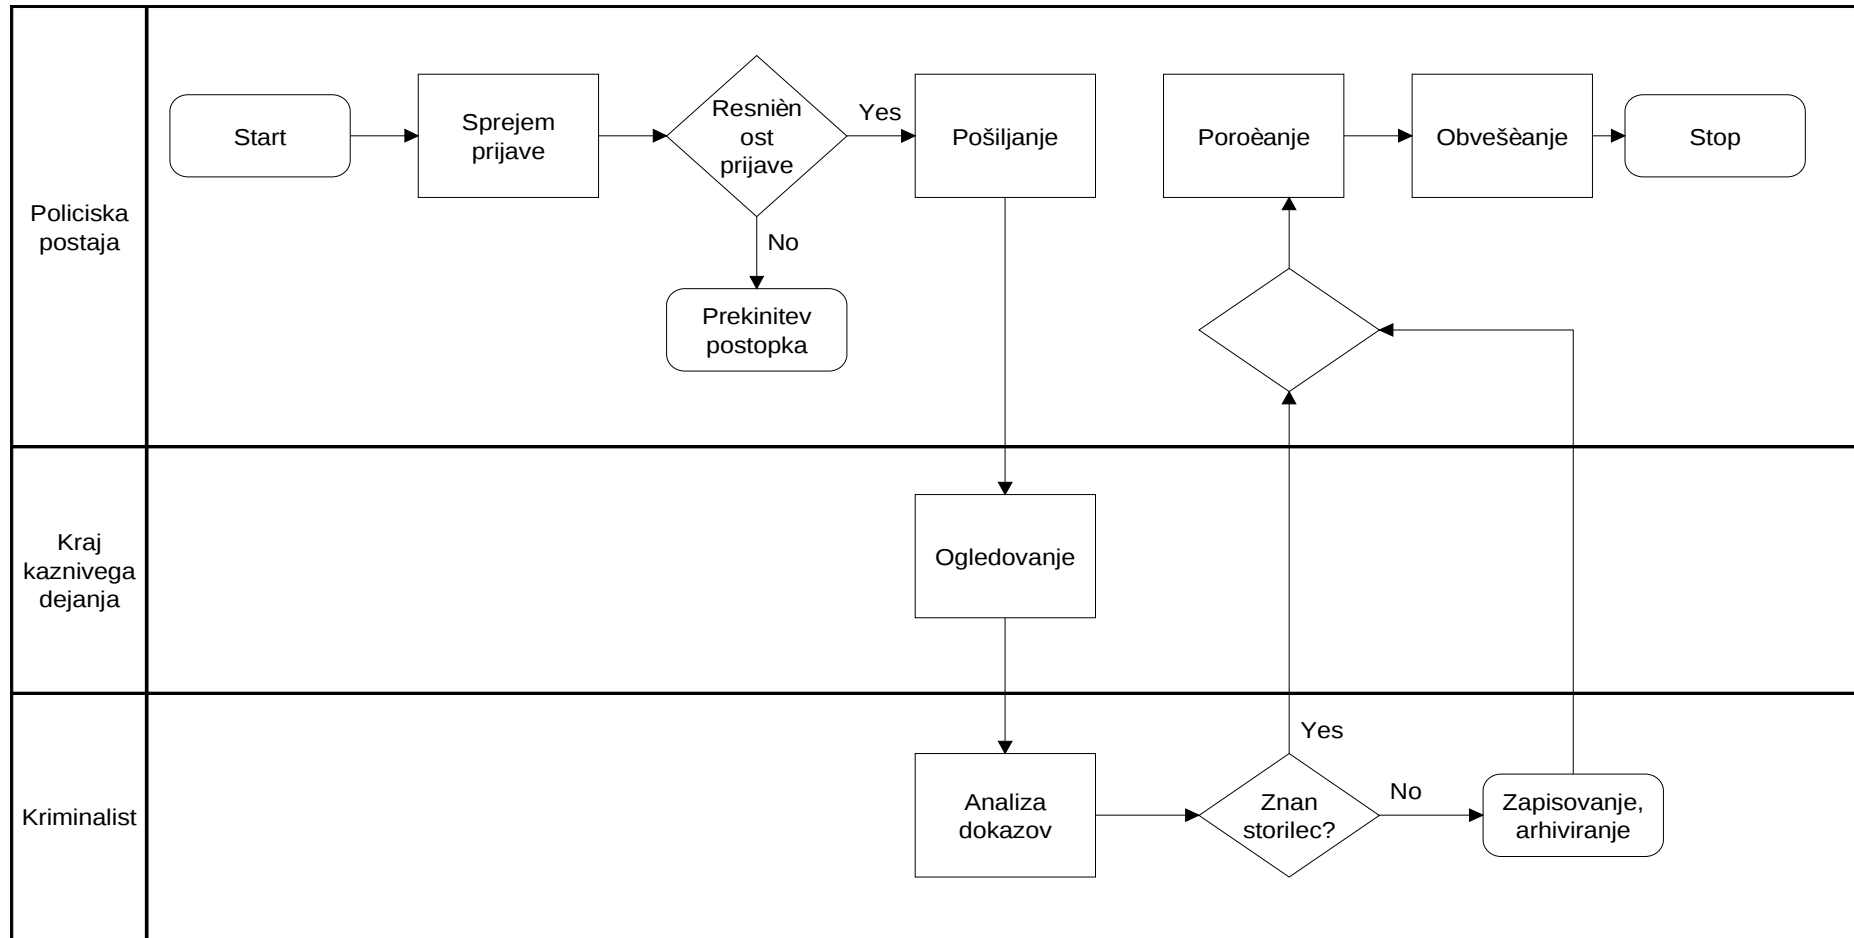 Policiska
postaja
Start
Sprejem
prijave
Resnièn
ost
prijave
Yes
No
Prekinitev
postopka
Pošiljanje
Poroèanje
Obvešèanje
Stop
Kraj
kaznivega
dejanja
Ogledovanje
Kriminalist
Analiza
dokazov
Znan
storilec?
Yes
No
Zapisovanje,
arhiviranje